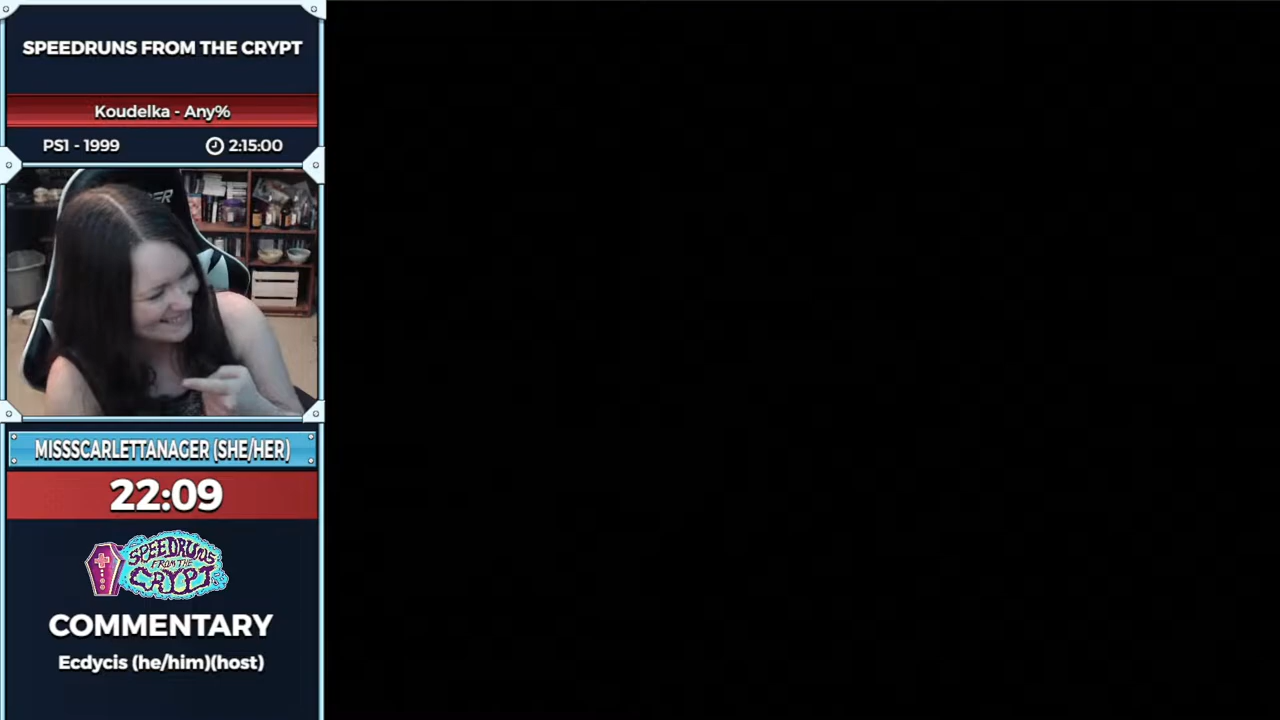 SPEEDRUNS FROM THE CRYPT
Koudelka - Any%
PS1 - 1999
2:15:00
MISSSCARLETTANAGER (SHE/HER)
22:09
SPEEDRUNS
FROM THE
CRYPT
COMMENTARY
Ecdycis (he/him)(host)